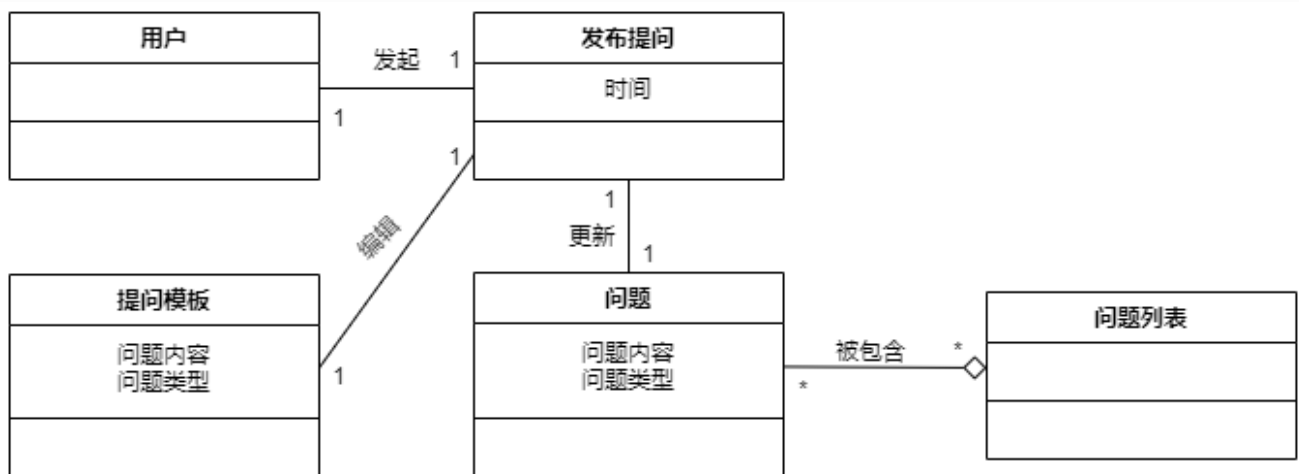 用户
发起
1
1
发布提问
时间
1
编辑
1
更新
1
提问模板
问题内容
问题类型
1
问题
问题内容
问题类型
被包含
*
*
问题列表